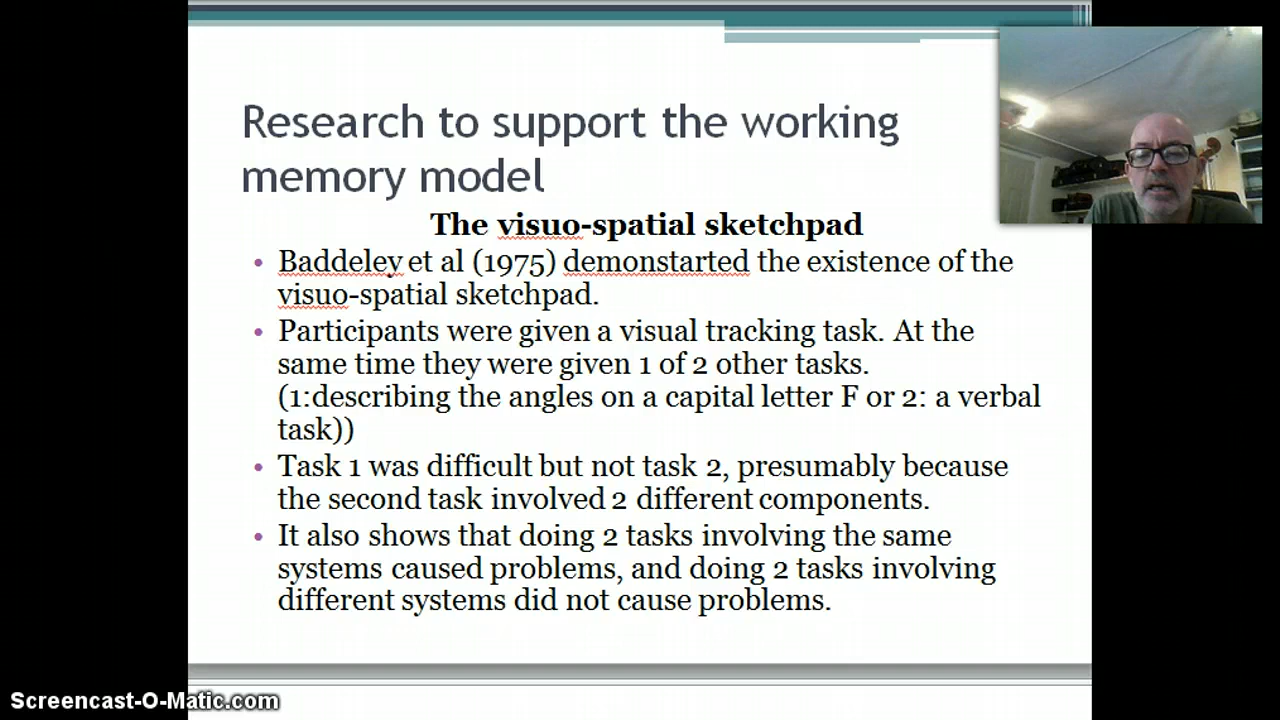 Research to support the working
memory model
The visuo-spatial sketchpad
• Baddeley et al (1975) demonstarted the existence of the
visuo-spatial sketchpad.
• Participants were given a visual tracking task. At the
same time they were given 1 of 2 other tasks.
(1:describing the angles on a capital letter F or 2: a verbal
task))
• Task 1 was difficult but not task 2, presumably because
the second task involved 2 different components.
• It also shows that doing 2 tasks involving the same
systems caused problems, and doing 2 tasks involving
different systems did not cause problems.
Screencast-O-Matic.com